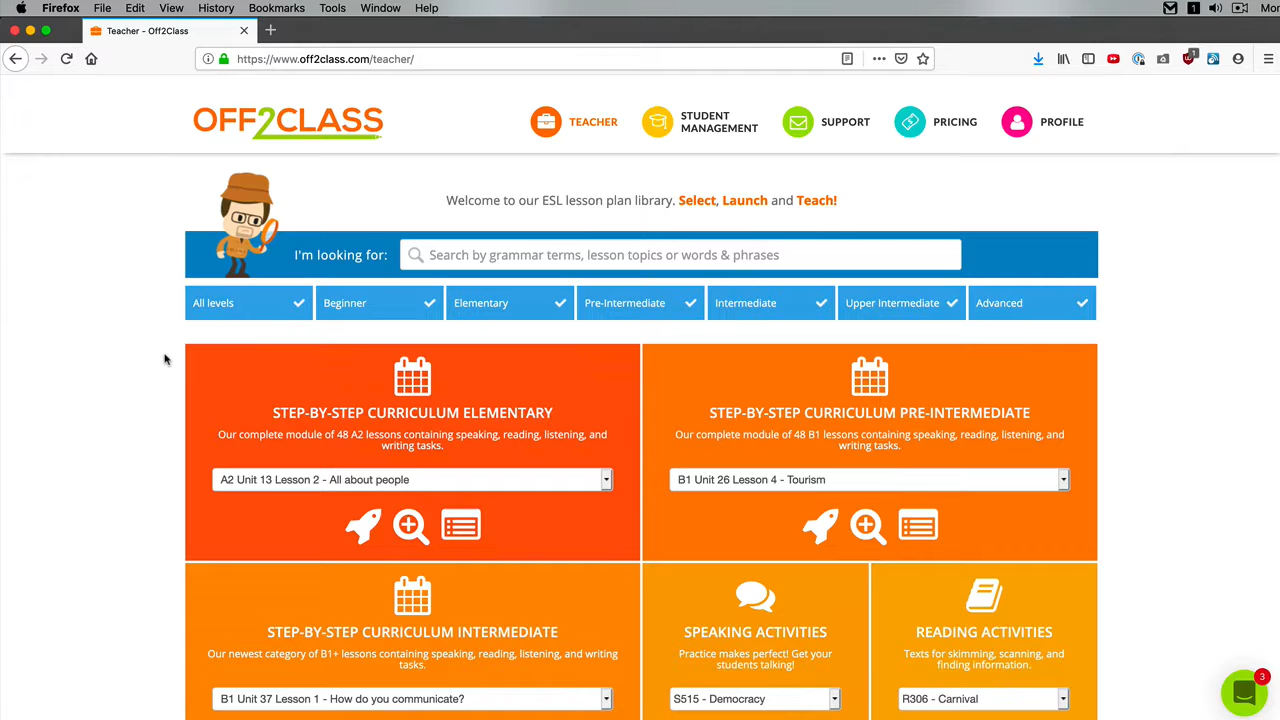 Firefox File Edit View History Bookmarks Tools Window Help
1
Mor
Teacher - Off2Class
https://www.off2class.com/teacher/
1
OFF2CLASS
TEACHER
STUDENT
MANAGEMENT
SUPPORT
PRICING
PROFILE
Welcome to our ESL lesson plan library. Select, Launch and Teach!
I'm looking for:
Search by grammar terms, lesson topics or words & phrases
All levels
Beginner
Elementary
Pre-Intermediate
Intermediate
Upper Intermediate
Advanced
STEP-BY-STEP CURRICULUM ELEMENTARY
Our complete module of 48 A2 lessons containing speaking, reading, listening, and
writing tasks.
A2 Unit 13 Lesson 2 - All about people
STEP-BY-STEP CURRICULUM PRE-INTERMEDIATE
Our complete module of 48 B1 lessons containing speaking, reading, listening, and
writing tasks.
B1 Unit 26 Lesson 4 - Tourism
STEP-BY-STEP CURRICULUM INTERMEDIATE
Our newest category of B1+ lessons containing speaking, reading, listening, and writing
tasks.
B1 Unit 37 Lesson 1 - How do you communicate?
SPEAKING ACTIVITIES
Practice makes perfect! Get your
students talking!
S515 - Democracy
READING ACTIVITIES
Texts for skimming, scanning, and
finding information.
R306 - Carnival
3